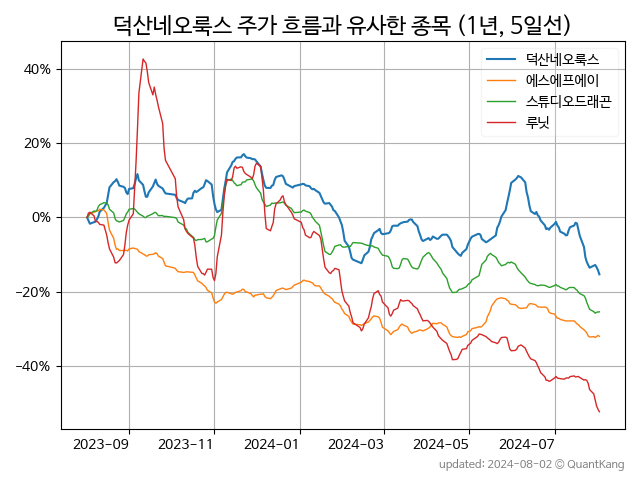 덕산네오룩스 주가 흐름과 유사한 종목 (1년, 5일선)
덕산네오룩스
에스에프에이
스튜디오드래곤
루닛
40%
20%
0%
−20%
−40%
2023-09 2023-11 2024-01 2024-03 2024-05 2024-07
updated: 2024-08-02 © QuantKang